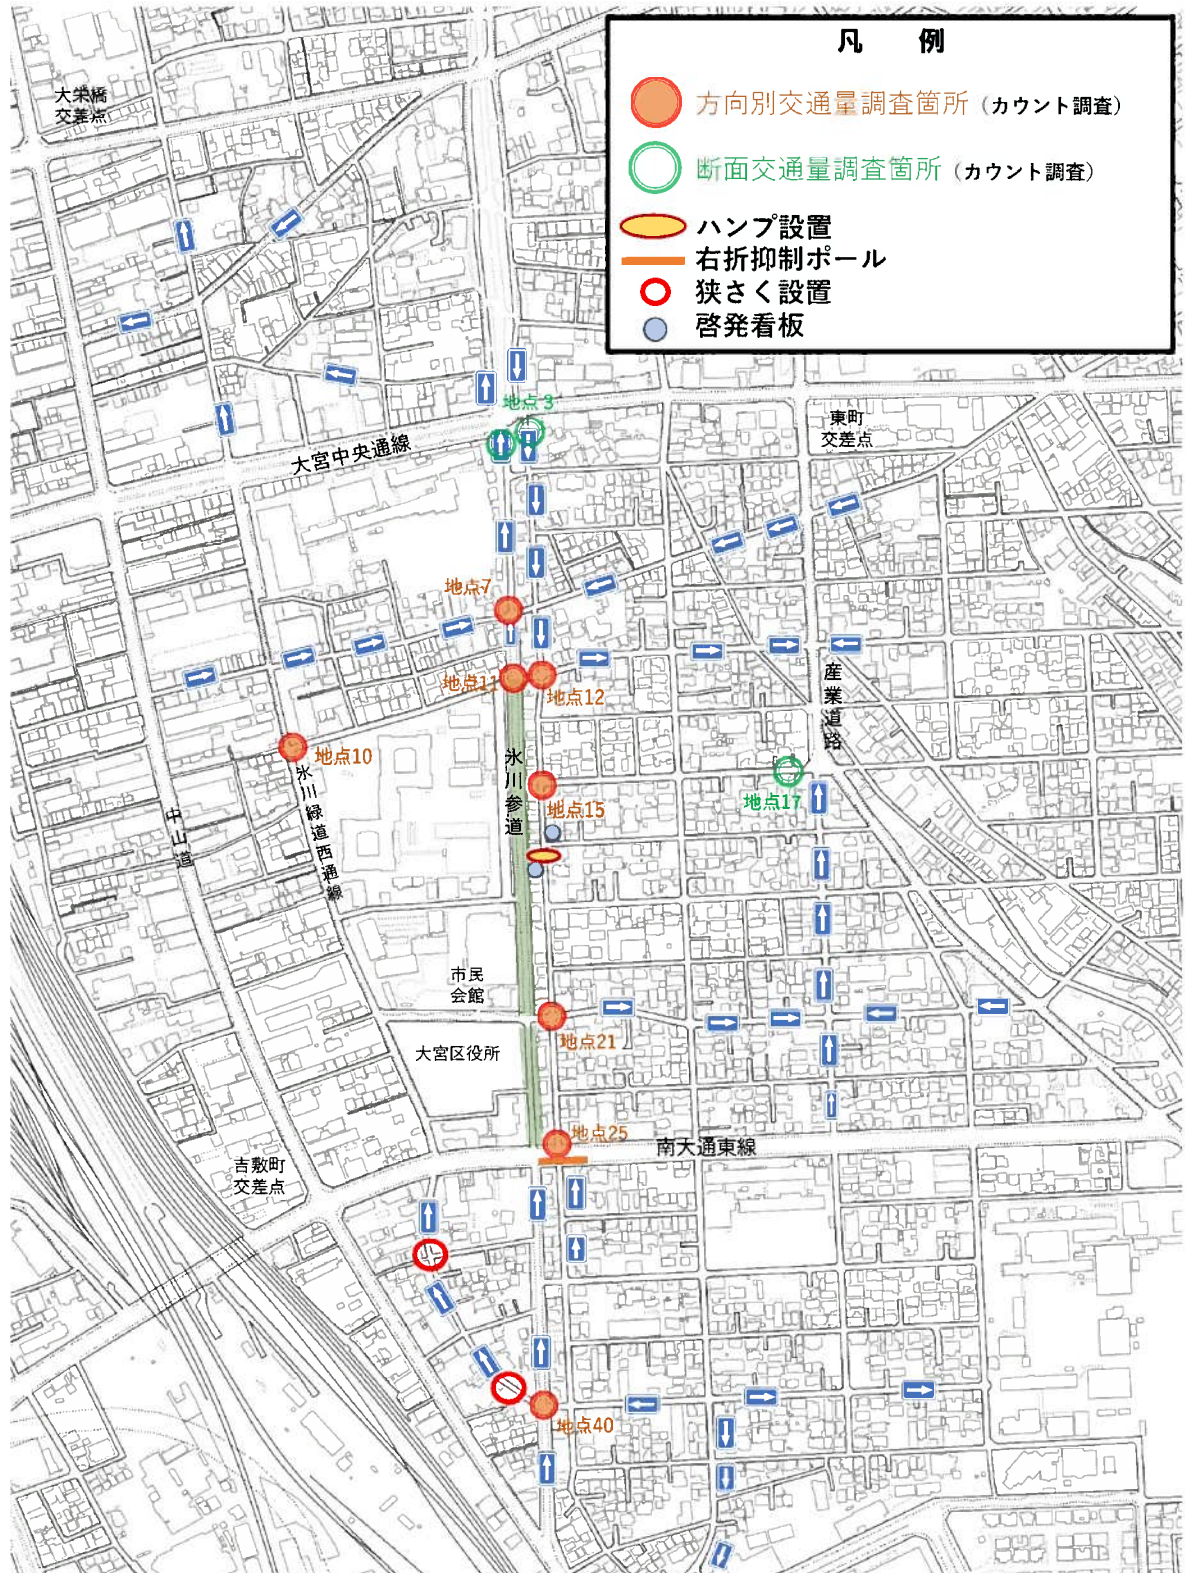 凡 例
方向別交通量調査箇所（カウント調査）
断面交通量調査箇所（カウント調査）
ハンプ設置
右折抑制ポール
狭さく設置
啓発看板
大栄橋
交差点
地点3
東町
交差点
大宮中央通線
地点7
地点11
地点12
産業道路
地点10
氷川参道
地点15
地点17
氷川緑道西通線
中山道
市民
会館
地点21
大宮区役所
地点25
南大通東線
吉敷町
交差点
地点40